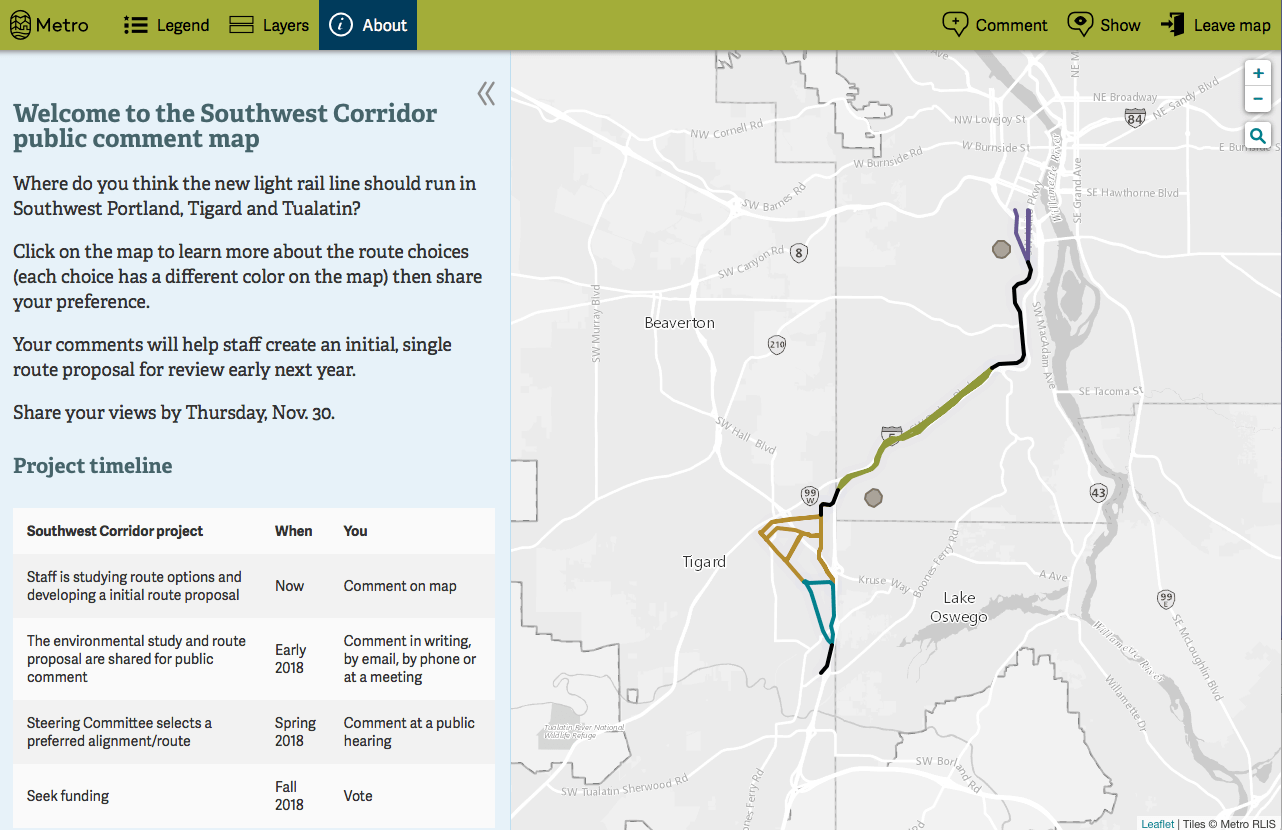 Metro
Legend
Layers
About
Comment
Show
Leave map
Welcome to the Southwest Corridor
public comment map
Where do you think the new light rail line should run in
Southwest Portland, Tigard and Tualatin?
Click on the map to learn more about the route choices
(each choice has a different color on the map) then share
your preference.
Your comments will help staff create an initial, single
route proposal for review early next year.
Share your views by Thursday, Nov. 30.
Project timeline
Southwest Corridor project When You
Staff is studying route options and
developing a initial route proposal
Now
Comment on map
The environmental study and route
proposal are shared for public
comment
Early
2018
Comment in writing,
by email, by phone or
at a meeting
Steering Committee selects a
preferred alignment/route
Spring
2018
Comment at a public
hearing
Seek funding
Fall
2018
Vote
+
−
NE Broadway
NE Sandy Blvd
84
NW Cornell Rd
NW Lovejoy St
W Burnside St
W Burnside Rd
Willamette River
SE Grand Ave
SE Hawthorne Blvd
SW Barnes Rd
SW Canyon Rd
8
SW Murray Blvd
Beaverton
210
SW MacAdam Ave
SE Tacoma St
SW Hall Blvd
5
99
W
43
Tigard
Kruse Way
Boones Ferry Rd
A Ave
Lake
Oswego
99
E
SE McLoughlin Blvd
Willamette River
Willamette Dr
Tualatin River National
Wildlife Refuge
SW Tualatin Sherwood Rd
SW Borland Rd
Leaflet | Tiles © Metro RLIS